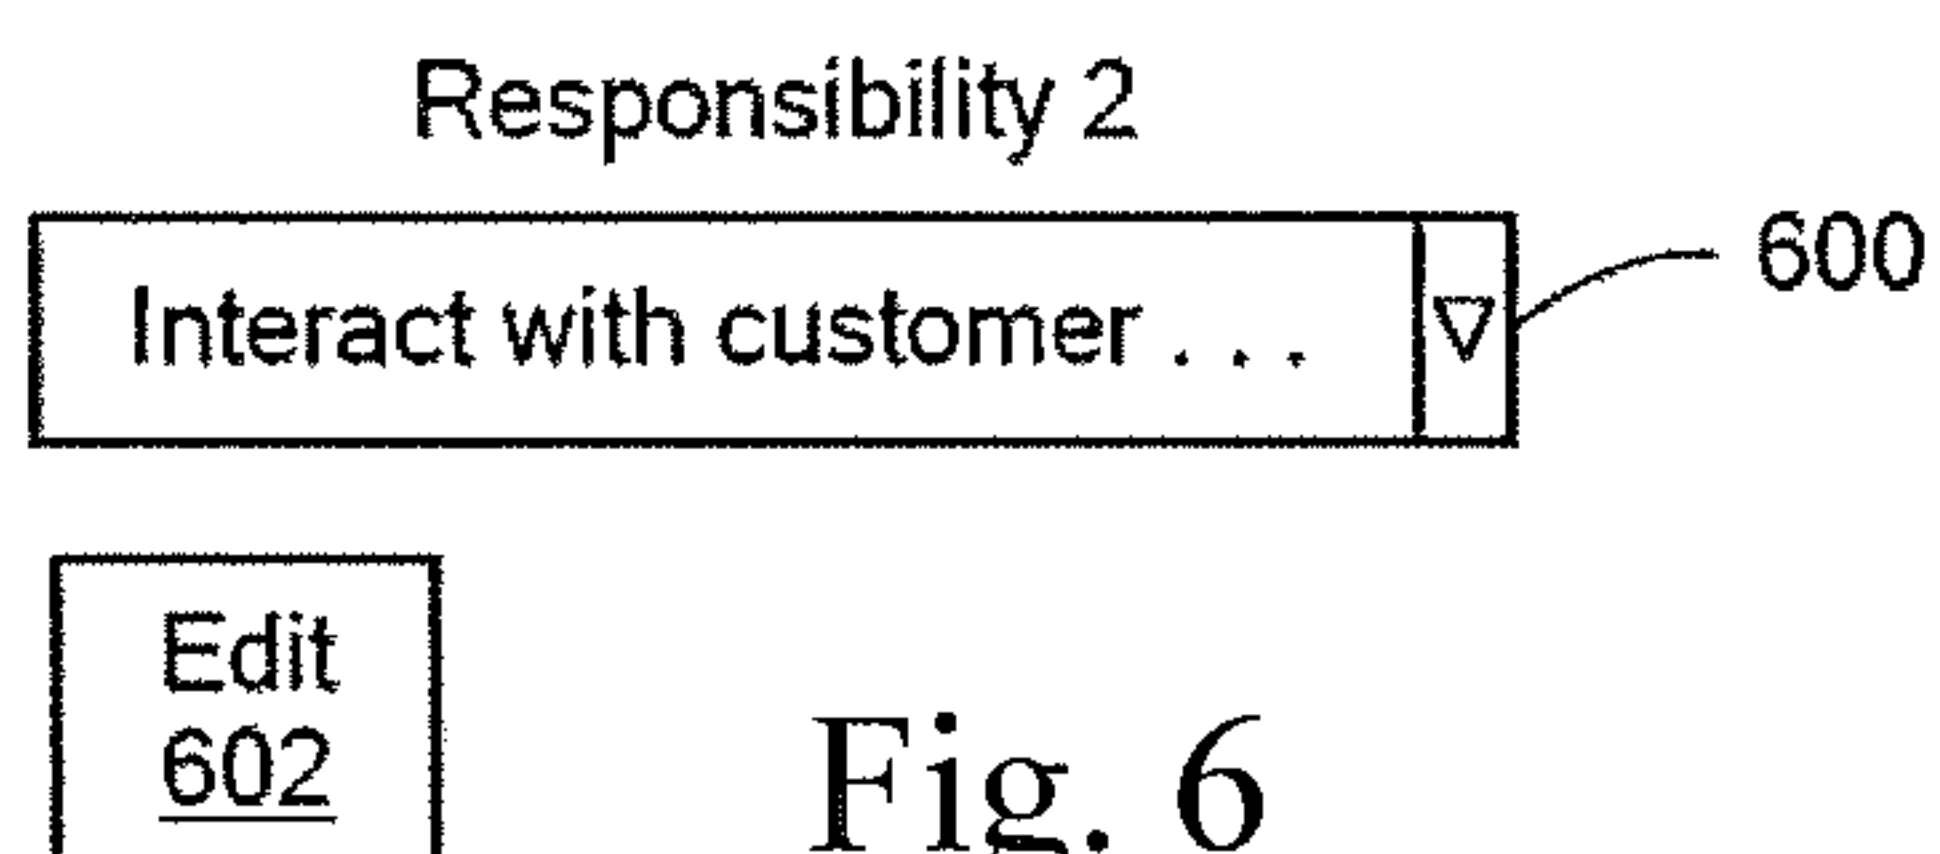 Responsibility 2
Interact with customer . . .
600
Edit
602
Fig. 6